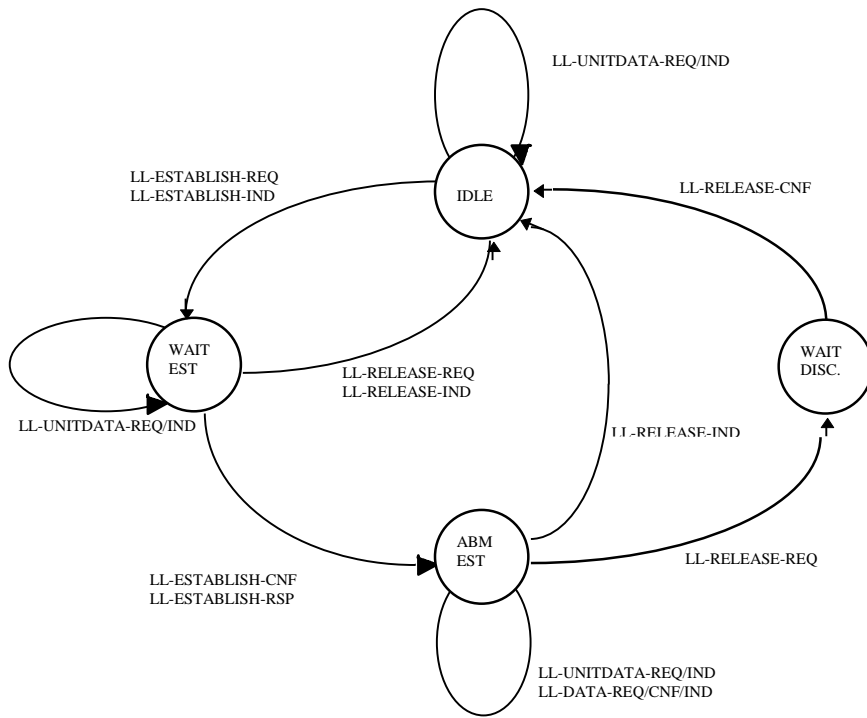 LL-UNITDATA-REQ/IND
LL-ESTABLISH-REQ
LL-ESTABLISH-IND
IDLE
LL-RELEASE-CNF
WAIT
EST
WAIT
DISC.
LL-RELEASE-REQ
LL-RELEASE-IND
LL-UNITDATA-REQ/IND
LL-RELEASE-IND
ABM
EST
LL-RELEASE-REQ
LL-ESTABLISH-CNF
LL-ESTABLISH-RSP
LL-UNITDATA-REQ/IND
LL-DATA-REQ/CNF/IND